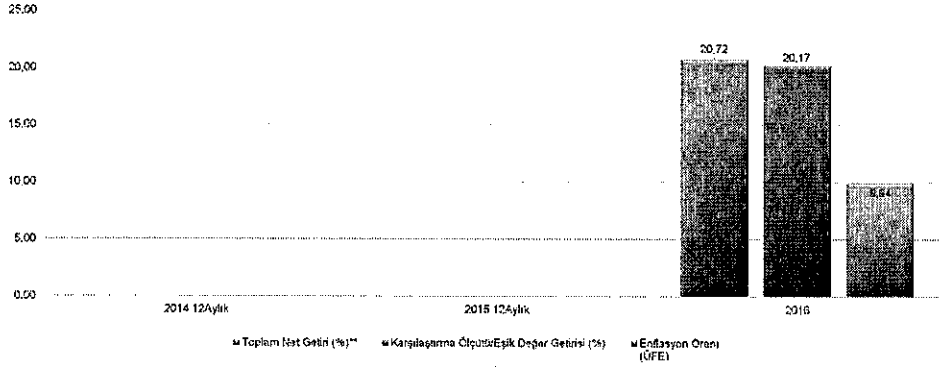 25.00
20.72
20.17
20.00
15.00
10.00
5.00
0.00
2014 12Aylık
2015 12Aylık
2016
Toplam Net Getiri (%)**
Karşılaştırma Ölçütü/Eşik Değer Getirisi (%)
Enflasyon Oranı
(ÜFE)